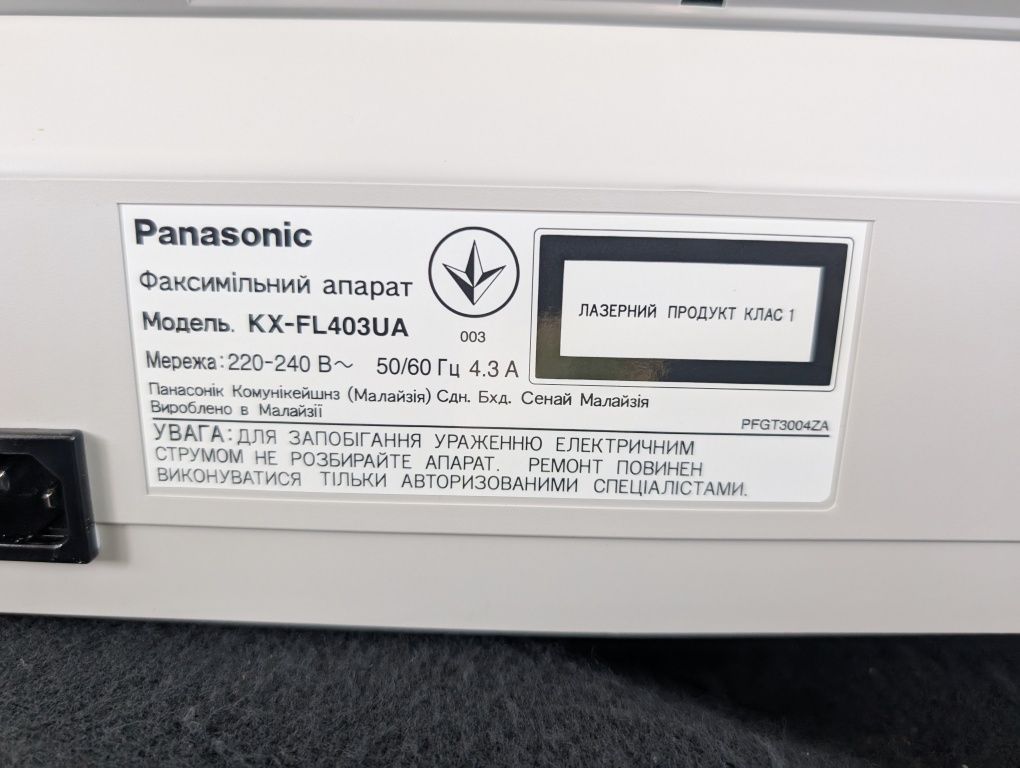 Panasonic
Факсимільний апарат
Модель. KX-FL403UA
003
Мережа: 220-240 В~ 50/60 Гц 4.3 А
ЛАЗЕРНИЙ ПРОДУКТ КЛАС 1
Панасонік Комунікейшнз (Малайзія) Сдн. Бхд. Сенай Малайзія
Вироблено в Малайзії
PFGT3004ZA
УВАГА: ДЛЯ ЗАПОБІГАННЯ УРАЖЕННЮ ЕЛЕКТРИЧНИМ
СТРУМОМ НЕ РОЗБИРАЙТЕ АПАРАТ. РЕМОНТ ПОВИНЕН
ВИКОНУВАТИСЯ ТІЛЬКИ АВТОРИЗОВАНИМИ СПЕЦІАЛІСТАМИ.